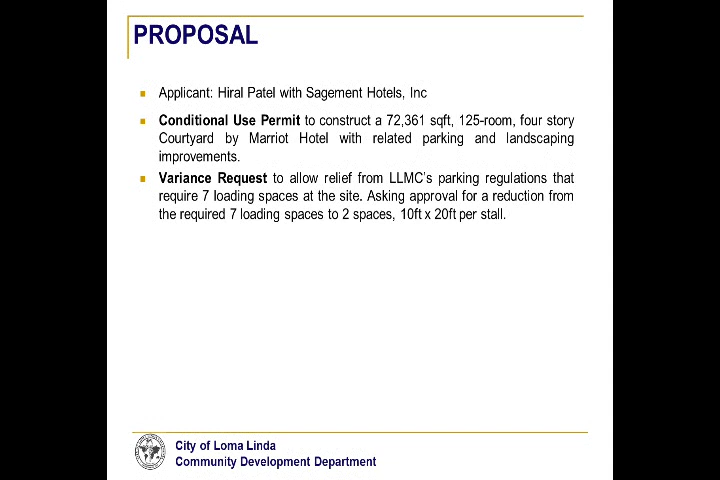 PROPOSAL
Applicant: Hiral Patel with Sagement Hotels, Inc
Conditional Use Permit to construct a 72,361 sqft, 125-room, four story
Courtyard by Marriot Hotel with related parking and landscaping
improvements.
Variance Request to allow relief from LLMC's parking regulations that
require 7 loading spaces at the site. Asking approval for a reduction from
the required 7 loading spaces to 2 spaces, 10ft x 20ft per stall.
City of Loma Linda
Community Development Department